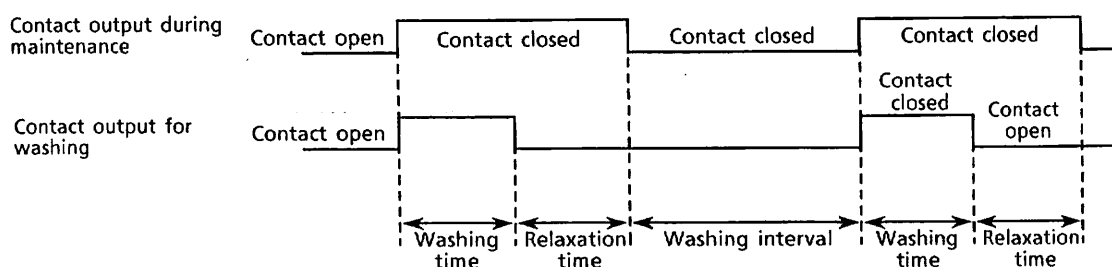 Contact output during
maintenance
Contact open
Contact closed
Contact closed
Contact closed
Contact output for
washing
Contact open
Contact
closed
Contact
open
Washing
time
Relaxation
time
Washing interval
Washing
time
Relaxation
time